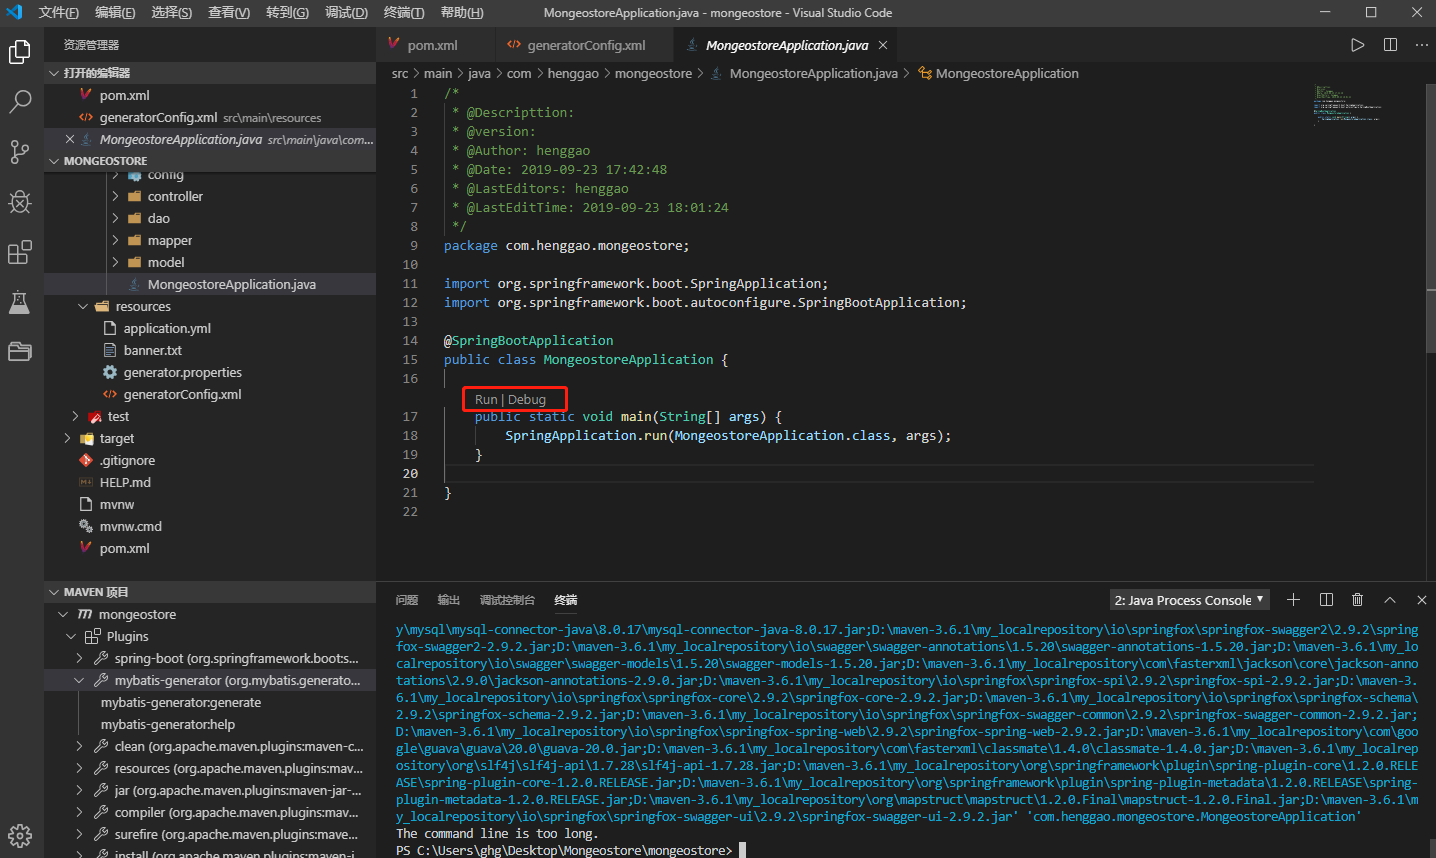 文件(F) 编辑(E) 选择(S) 查看(V) 转到(G) 调试(D) 终端(T) 帮助(H) MongeostoreApplication.java - mongeostore - Visual Studio Code
资源管理器
打开的编辑器
pom.xml
generatorConfig.xml src\main\resources
MongeostoreApplication.java src\main\java\com...
MONGEOSTORE
config
controller
dao
mapper
model
MongeostoreApplication.java
resources
application.yml
banner.txt
generator.properties
generatorConfig.xml
test
target
.gitignore
HELP.md
mvnw
mvnw.cmd
pom.xml
MAVEN 项目
mongeostore
Plugins
spring-boot (org.springframework.boot:s...
mybatis-generator (org.mybatis.generato...
mybatis-generator:generate
mybatis-generator:help
clean (org.apache.maven.plugins:maven-c...
resources (org.apache.maven.plugins:mav...
jar (org.apache.maven.plugins:maven-jar-...
compiler (org.apache.maven.plugins:mav...
surefire (org.apache.maven.plugins:mave...
install (org.apache.maven.plugins:maven-i...
pom.xml generatorConfig.xml MongeostoreApplication.java
src > main > java > com > henggao > mongeostore > MongeostoreApplication.java > MongeostoreApplication
1 /*
2 * @Descripttion:
3 * @version:
4 * @Author: henggao
5 * @Date: 2019-09-23 17:42:48
6 * @LastEditors: henggao
7 * @LastEditTime: 2019-09-23 18:01:24
8 */
9 package com.henggao.mongeostore;
10
11 import org.springframework.boot.SpringApplication;
12 import org.springframework.boot.autoconfigure.SpringBootApplication;
13
14 @SpringBootApplication
15 public class MongeostoreApplication {
16
Run | Debug
17 public static void main(String[] args) {
18 SpringApplication.run(MongeostoreApplication.class, args);
19 }
20
21 }
22
问题 输出 调试控制台 终端 2: Java Process Console
y\mysql\mysql-connector-java\8.0.17\mysql-connector-java-8.0.17.jar;D:\maven-3.6.1\my_localrepository\io\springfox\springfox-swagger2\2.9.2\spring
fox-swagger2-2.9.2.jar;D:\maven-3.6.1\my_localrepository\io\swagger\swagger-annotations\1.5.20\swagger-annotations-1.5.20.jar;D:\maven-3.6.1\my_lo
calrepository\io\swagger\swagger-models\1.5.20\swagger-models-1.5.20.jar;D:\maven-3.6.1\my_localrepository\com\fasterxml\jackson\core\jackson-anno
tations\2.9.0\jackson-annotations-2.9.0.jar;D:\maven-3.6.1\my_localrepository\io\springfox\springfox-spi\2.9.2\springfox-spi-2.9.2.jar;D:\maven-3.
6.1\my_localrepository\io\springfox\springfox-core\2.9.2\springfox-core-2.9.2.jar;D:\maven-3.6.1\my_localrepository\io\springfox\springfox-schema\
2.9.2\springfox-schema-2.9.2.jar;D:\maven-3.6.1\my_localrepository\io\springfox\springfox-swagger-common\2.9.2\springfox-swagger-common-2.9.2.jar;
D:\maven-3.6.1\my_localrepository\io\springfox\springfox-spring-web\2.9.2\springfox-spring-web-2.9.2.jar;D:\maven-3.6.1\my_localrepository\com\goo
gle\guava\guava\20.0\guava-20.0.jar;D:\maven-3.6.1\my_localrepository\com\fasterxml\classmate\1.4.0\classmate-1.4.0.jar;D:\maven-3.6.1\my_localrep
ository\org\slf4j\slf4j-api\1.7.28\slf4j-api-1.7.28.jar;D:\maven-3.6.1\my_localrepository\org\springframework\plugin\spring-plugin-core\1.2.0.RELE
ASE\spring-plugin-core-1.2.0.RELEASE.jar;D:\maven-3.6.1\my_localrepository\org\springframework\plugin\spring-plugin-metadata\1.2.0.RELEASE\spring-
plugin-metadata-1.2.0.RELEASE.jar;D:\maven-3.6.1\my_localrepository\org\mapstruct\mapstruct\1.2.0.Final\mapstruct-1.2.0.Final.jar;D:\maven-3.6.1\m
y_localrepository\io\springfox\springfox-swagger-ui\2.9.2\springfox-swagger-ui-2.9.2.jar' 'com.henggao.mongeostore.MongeostoreApplication'
The command line is too long.
PS C:\Users\ghg\Desktop\Mongeostore\mongeostore>